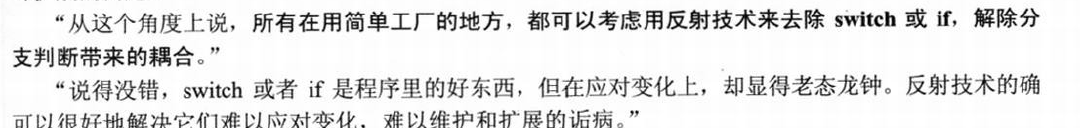 “从这个角度上说，所有在用简单工厂的地方，都可以考虑用反射技术来去除 switch 或 if，解除分
支判断带来的耦合。”
“说得没错，switch 或者 if 是程序里的好东西，但在应对变化上，却显得老态龙钟。反射技术的确
可以很好地解决它们难以应对变化，难以维护和扩展的诟病。”